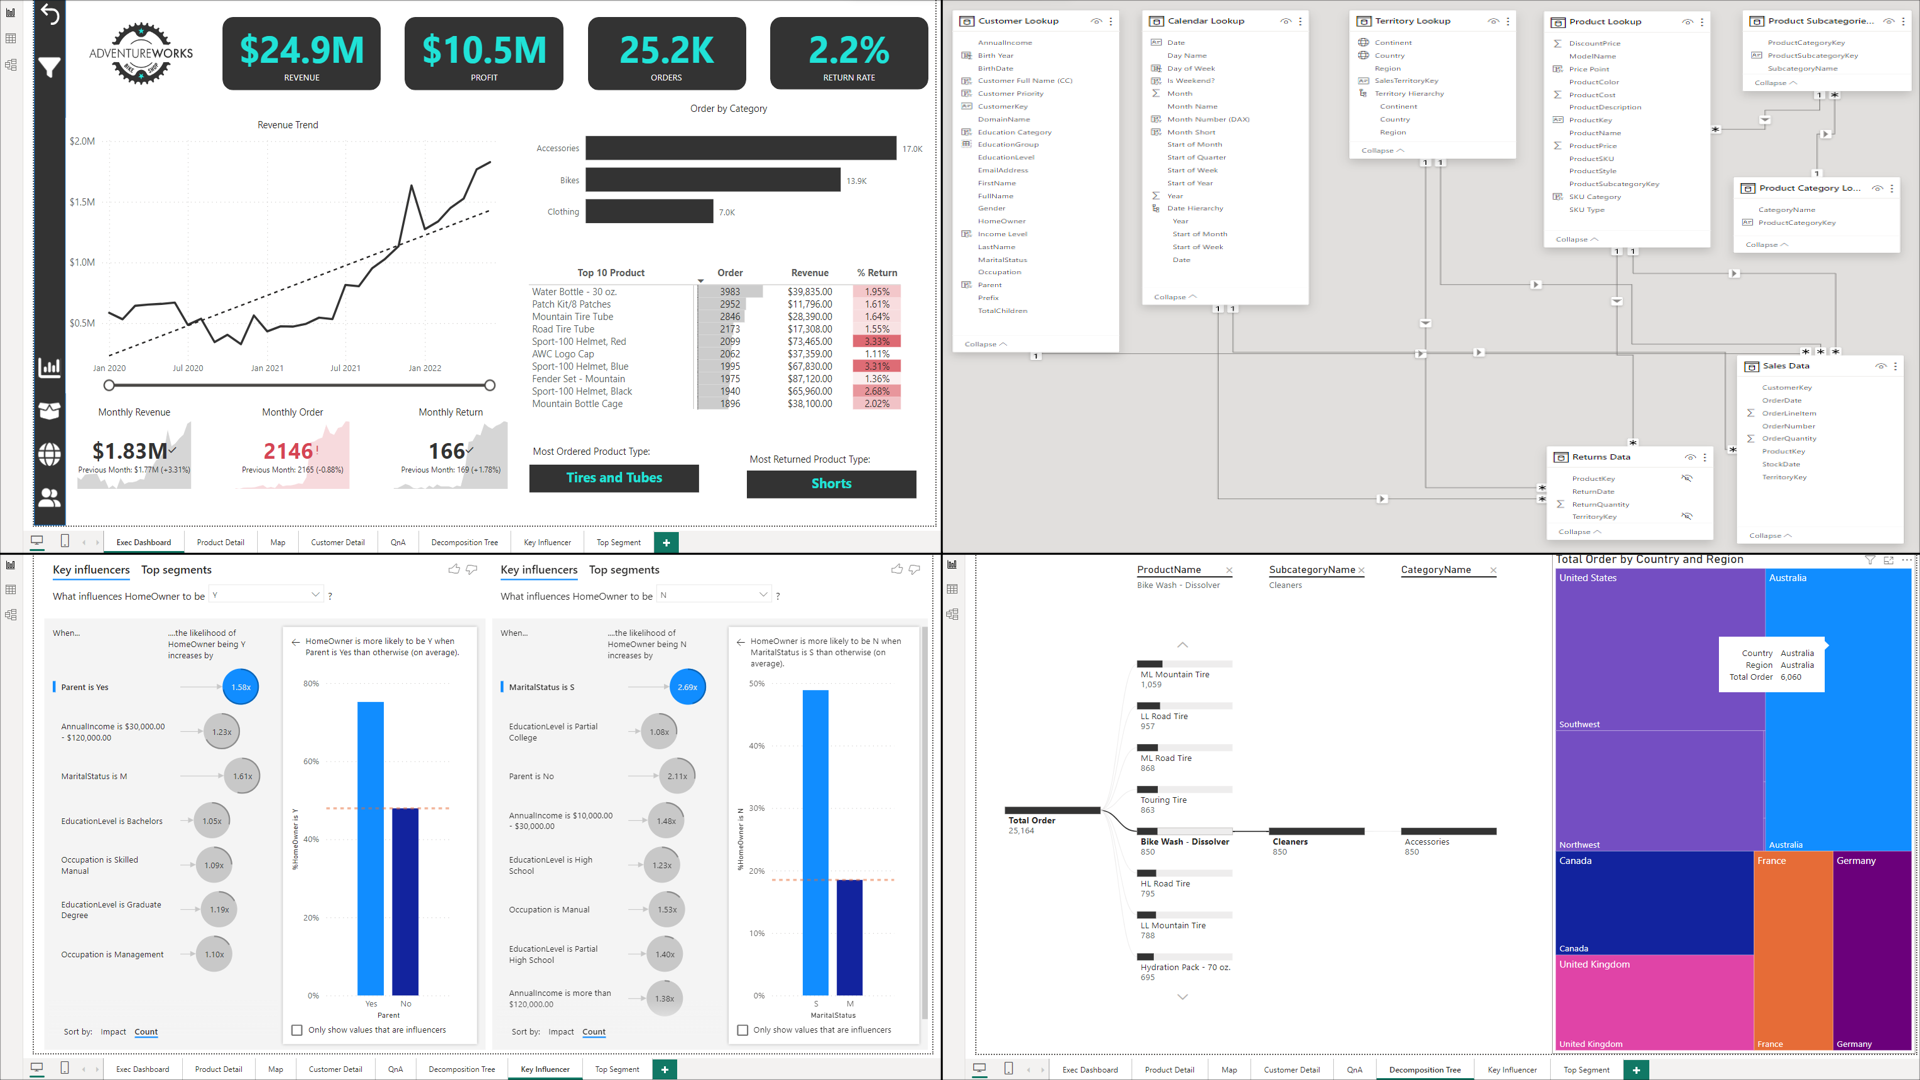 ADVENTUREWORKS
BIKE SHOP
$24.9M
REVENUE
$10.5M
PROFIT
25.2K
ORDERS
2.2%
RETURN RATE
Revenue Trend
$2.0M
$1.5M
$1.0M
$0.5M
Jan 2020 Jul 2020 Jan 2021 Jul 2021 Jan 2022
Order by Category
Accessories 17.0K
Bikes 13.9K
Clothing 7.0K
Top 10 Product Order Revenue % Return
Water Bottle - 30 oz. 3983 $39,835.00 1.95%
Patch Kit/8 Patches 2952 $11,796.00 1.61%
Mountain Tire Tube 2846 $28,390.00 1.64%
Road Tire Tube 2173 $17,308.00 1.55%
Sport-100 Helmet, Red 2099 $73,465.00 3.33%
AWC Logo Cap 2062 $37,359.00 1.11%
Sport-100 Helmet, Blue 1995 $67,830.00 3.31%
Fender Set - Mountain 1975 $87,120.00 1.36%
Sport-100 Helmet, Black 1940 $65,960.00 2.68%
Mountain Bottle Cage 1896 $38,100.00 2.02%
Monthly Revenue
$1.83M
Previous Month: $1.77M (+3.31%)
Monthly Order
2146!
Previous Month: 2165 (-0.88%)
Monthly Return
166
Previous Month: 169 (+1.78%)
Most Ordered Product Type:
Tires and Tubes
Most Returned Product Type:
Shorts
Exec Dashboard Product Detail Map Customer Detail QnA Decomposition Tree Key Influencer Top Segment +
Customer Lookup
AnnualIncome
Birth Year
BirthDate
Customer Full Name (CC)
Customer Priority
CustomerKey
DomainName
Education Category
EducationGroup
EducationLevel
EmailAddress
FirstName
FullName
Gender
HomeOwner
Income Level
LastName
MaritalStatus
Occupation
Parent
Prefix
TotalChildren
Collapse
1
Calendar Lookup
Date
Day Name
Day of Week
Is Weekend?
Month
Month Name
Month Number (DAX)
Month Short
Start of Month
Start of Quarter
Start of Week
Start of Year
Year
Date Hierarchy
Year
Start of Month
Start of Week
Date
Collapse
1 1
Territory Lookup
Continent
Country
Region
SalesTerritoryKey
Territory Hierarchy
Continent
Country
Region
Collapse
1 1
Product Lookup
DiscountPrice
ModelName
Price Point
ProductColor
ProductCost
ProductDescription
ProductKey
ProductName
ProductPrice
ProductSKU
ProductStyle
ProductSubcategoryKey
SKU Category
SKU Type
Collapse
1 1
Product Subcategorie...
ProductCategoryKey
ProductSubcategoryKey
SubcategoryName
Collapse
1 *
*
1
Product Category Lo...
CategoryName
ProductCategoryKey
Collapse
* * *
Sales Data
CustomerKey
OrderDate
OrderLineItem
OrderNumber
OrderQuantity
ProductKey
StockDate
TerritoryKey
Collapse
*
*
Returns Data
ProductKey
ReturnDate
ReturnQuantity
TerritoryKey
Collapse
*
*
Key influencers Top segments
What influences HomeOwner to be Y ?
When...
....the likelihood of
HomeOwner being Y
increases by
Parent is Yes 1.58x
AnnualIncome is $30,000.00
- $120,000.00 1.23x
MaritalStatus is M 1.61x
EducationLevel is Bachelors 1.05x
Occupation is Skilled
Manual 1.09x
EducationLevel is Graduate
Degree 1.19x
Occupation is Management 1.10x
Sort by: Impact Count
HomeOwner is more likely to be Y when
Parent is Yes than otherwise (on
average).
80%
60%
40%
20%
0%
%HomeOwner is Y
Yes No
Parent
Only show values that are influencers
Key influencers Top segments
What influences HomeOwner to be N ?
When...
....the likelihood of
HomeOwner being N
increases by
MaritalStatus is S 2.69x
EducationLevel is Partial
College 1.08x
Parent is No 2.11x
AnnualIncome is $10,000.00
- $30,000.00 1.48x
EducationLevel is High
School 1.23x
Occupation is Manual 1.53x
EducationLevel is Partial
High School 1.40x
AnnualIncome is more than
$120,000.00 1.38x
Sort by: Impact Count
HomeOwner is more likely to be N when
MaritalStatus is S than otherwise (on
average).
50%
40%
30%
20%
10%
0%
%HomeOwner is N
S M
MaritalStatus
Only show values that are influencers
Exec Dashboard Product Detail Map Customer Detail QnA Decomposition Tree Key Influencer Top Segment +
ProductName SubcategoryName CategoryName
Bike Wash - Dissolver Cleaners
ML Mountain Tire
1,059
LL Road Tire
957
ML Road Tire
868
Touring Tire
863
Total Order
25,164
Bike Wash - Dissolver
850
Cleaners
850
Accessories
850
HL Road Tire
795
LL Mountain Tire
788
Hydration Pack - 70 oz.
695
Total Order by Country and Region
United States
Southwest
Northwest
Australia
Australia
Country Australia
Region Australia
Total Order 6,060
Canada
Canada
United Kingdom
United Kingdom
France
France
Germany
Germany
Exec Dashboard Product Detail Map Customer Detail QnA Decomposition Tree Key Influencer Top Segment +